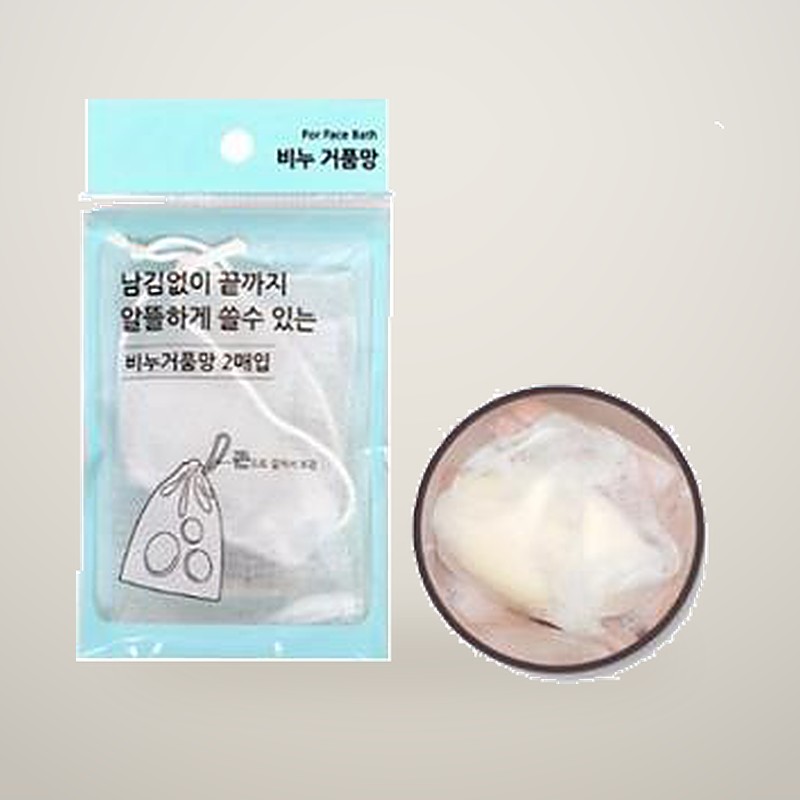 For Face Bath
비누 거품망
남김없이 끝까지
알뜰하게 쓸수 있는
비누거품망 2매입
끈